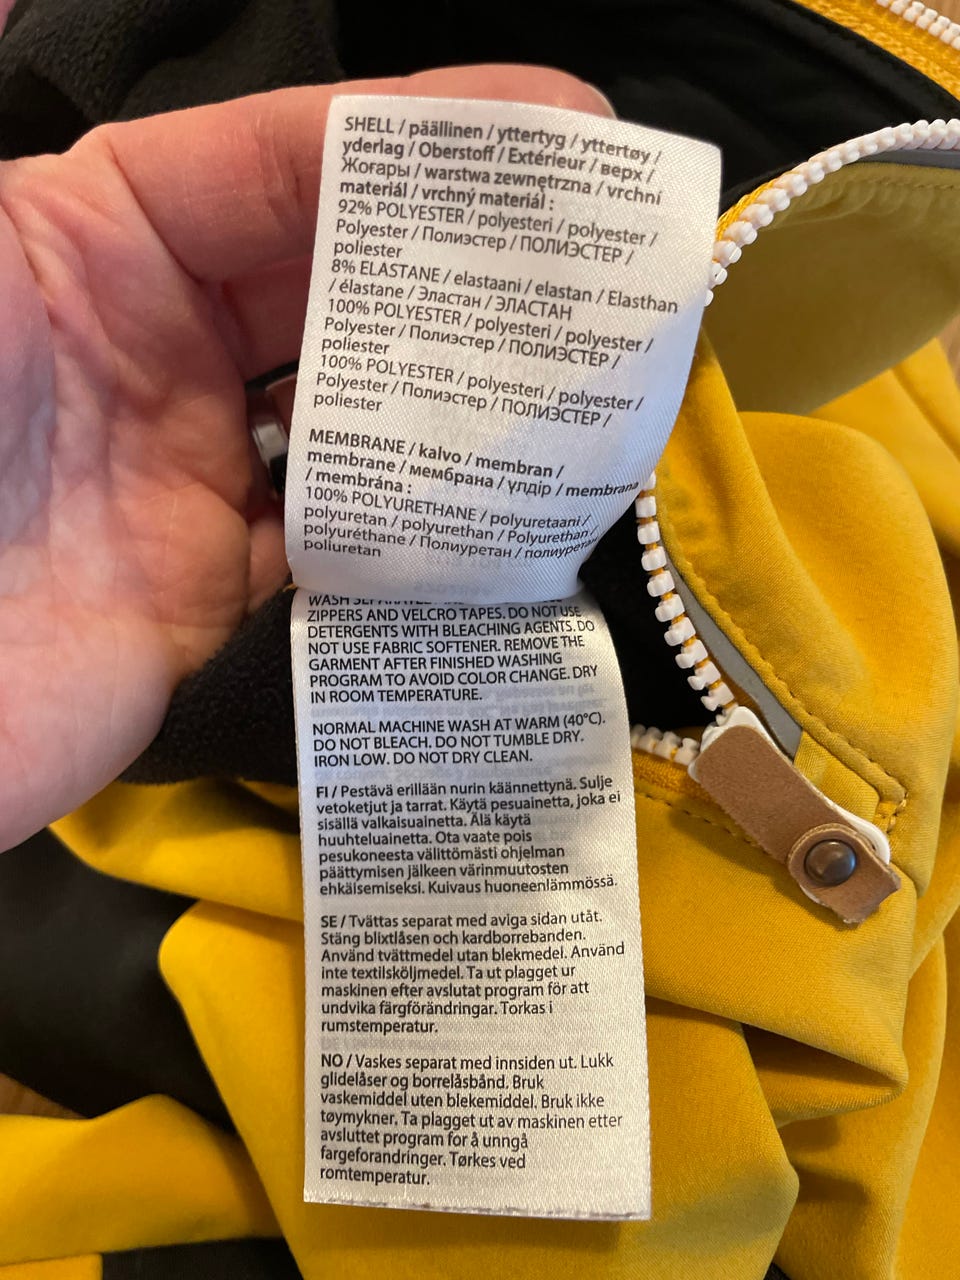 SHELL / päällinen / yttertyg / yttertøy /
yderlag / Oberstoff / Extérieur / верх /
Жоғары / warstwa zewnętrzna / vrchní
materiál / vrchný materiál :
92% POLYESTER / polyesteri / polyester /
Polyester / Полиэстер / ПОЛИЭСТЕР /
poliester
8% ELASTANE / elastaani / elastan / Elasthan
/ élastane / Эластан / ЭЛАСТАН
100% POLYESTER / polyesteri / polyester /
Polyester / Полиэстер / ПОЛИЭСТЕР /
poliester
100% POLYESTER / polyesteri / polyester /
Polyester / Полиэстер / ПОЛИЭСТЕР /
poliester
MEMBRANE / kalvo / membran /
membrane / мембрана / үлдір / membrana
/ membrána :
100% POLYURETHANE / polyuretaani /
polyuretan / polyurethan / Polyurethan /
polyuréthane / Полиуретан / полиуретан
poliuretan
WASH
ZIPPERS AND VELCRO TAPES. DO NOT USE
DETERGENTS WITH BLEACHING AGENTS. DO
NOT USE FABRIC SOFTENER. REMOVE THE
GARMENT AFTER FINISHED WASHING
PROGRAM TO AVOID COLOR CHANGE. DRY
IN ROOM TEMPERATURE.
NORMAL MACHINE WASH AT WARM (40°C).
DO NOT BLEACH. DO NOT TUMBLE DRY.
IRON LOW. DO NOT DRY CLEAN.
FI / Pestävä erillään nurin käännettynä. Sulje
vetoketjut ja tarrat. Käytä pesuainetta, joka ei
sisällä valkaisuainetta. Älä käytä
huuhteluainetta. Ota vaate pois
pesukoneesta välittömästi ohjelman
päättymisen jälkeen värinmuutosten
ehkäisemiseksi. Kuivaus huoneenlämmössä.
SE / Tvättas separat med aviga sidan utåt.
Stäng blixtlåsen och kardborrebanden.
Använd tvättmedel utan blekmedel. Använd
inte textilsköljmedel. Ta ut plagget ur
maskinen efter avslutat program för att
undvika färgförändringar. Torkas i
rumstemperatur.
NO / Vaskes separat med innsiden ut. Lukk
glidelåser og borrelåsbånd. Bruk
vaskemiddel uten blekemiddel. Bruk ikke
tøymykner. Ta plagget ut av maskinen etter
avsluttet program for å unngå
fargeforandringer. Tørkes ved
romtemperatur.